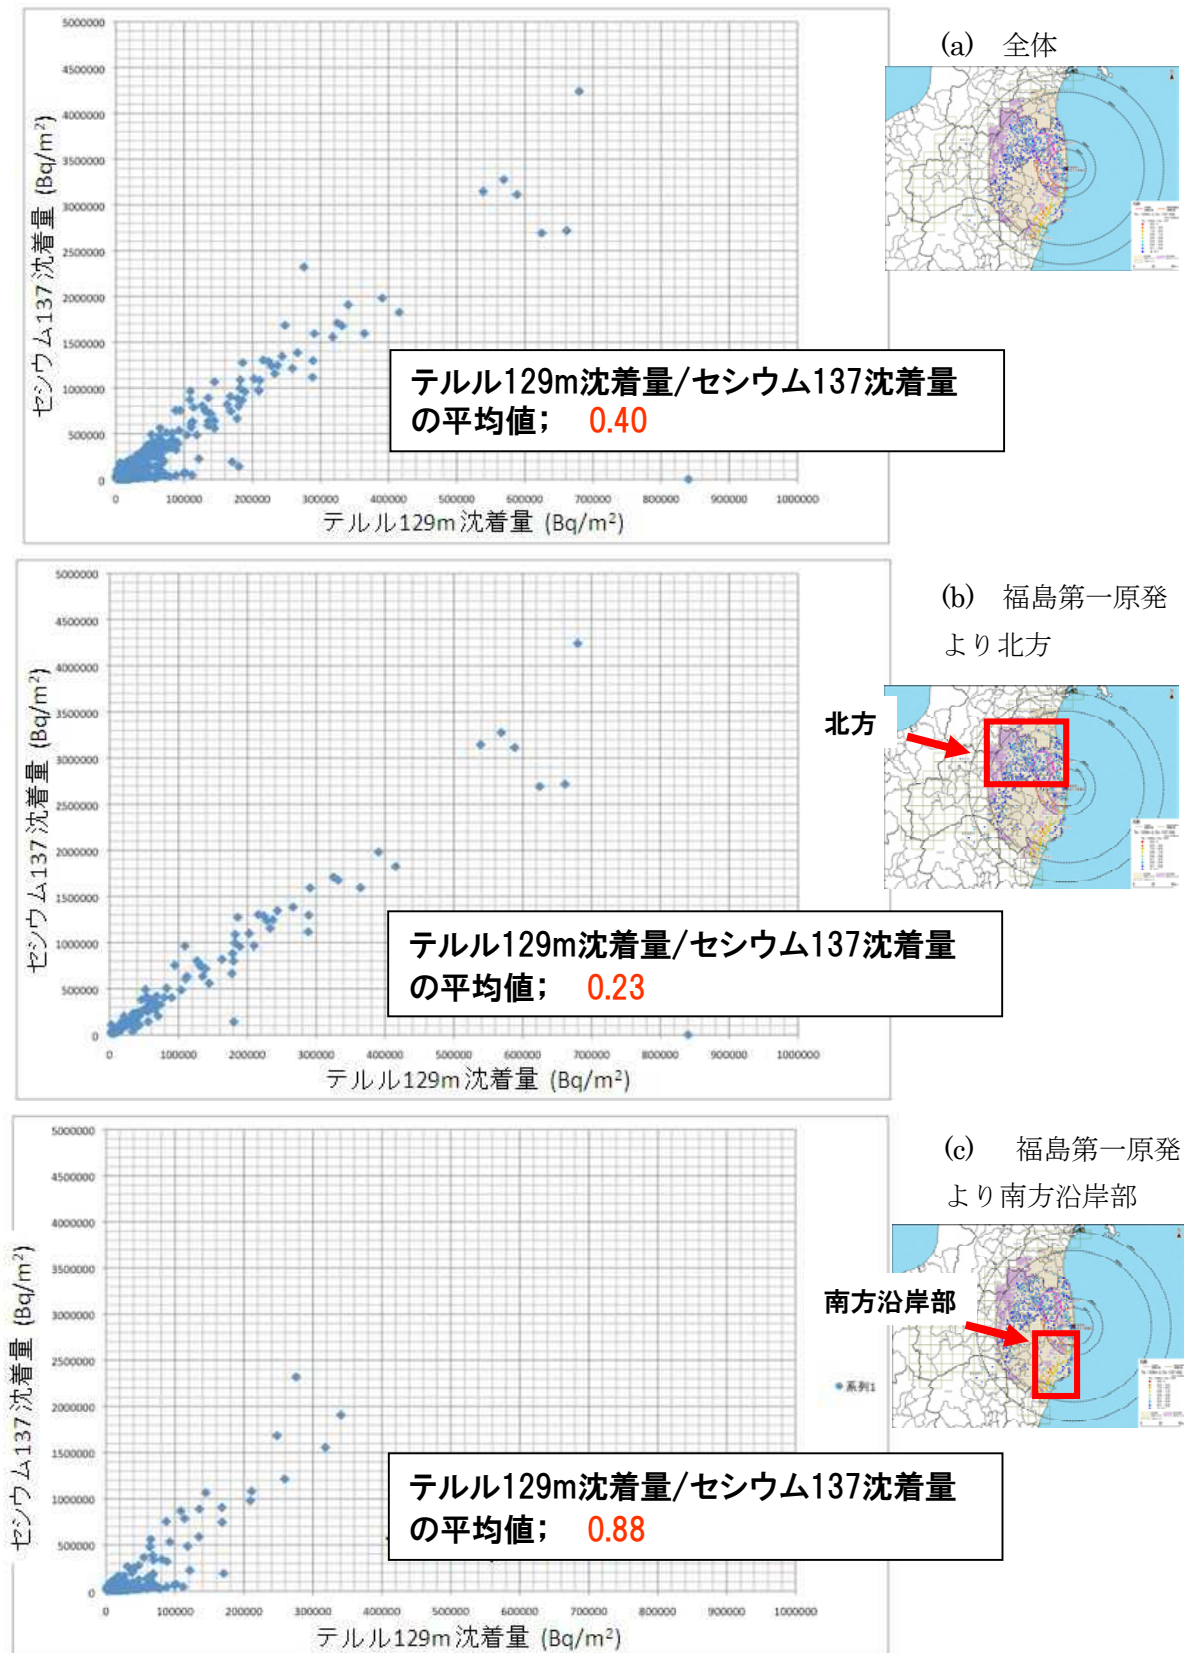 (a) 全体
5000000
4500000
4000000
3500000
3000000
2500000
2000000
1500000
1000000
500000
0
セシウム137 沈着量 (Bq/m²)
0 100000 200000 300000 400000 500000 600000 700000 800000 900000 1000000
テルル129m 沈着量 (Bq/m²)
テルル129m沈着量/セシウム137沈着量
の平均値; 0.40
(b) 福島第一原発
より北方
北方
5000000
4500000
4000000
3500000
3000000
2500000
2000000
1500000
1000000
500000
0
セシウム137 沈着量 (Bq/m²)
0 100000 200000 300000 400000 500000 600000 700000 800000 900000 1000000
テルル129m 沈着量 (Bq/m²)
テルル129m沈着量/セシウム137沈着量
の平均値; 0.23
(c) 福島第一原発
より南方沿岸部
南方沿岸部
5000000
4500000
4000000
3500000
3000000
2500000
2000000
1500000
1000000
500000
0
セシウム137 沈着量 (Bq/m²)
0 100000 200000 300000 400000 500000 600000 700000 800000 900000 1000000
テルル129m 沈着量 (Bq/m²)
系列1
テルル129m沈着量/セシウム137沈着量
の平均値; 0.88